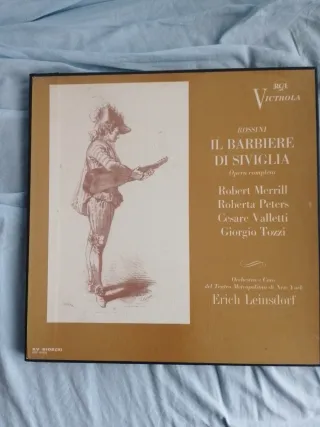 RCA
VICTROLA
ROSSINI
IL BARBIERE
DI SIVIGLIA
Opera completa
Robert Merrill
Roberta Peters
Cesare Valletti
Giorgio Tozzi
Orchestra e Coro
del Teatro Metropolitan di New York
Erich Leinsdorf